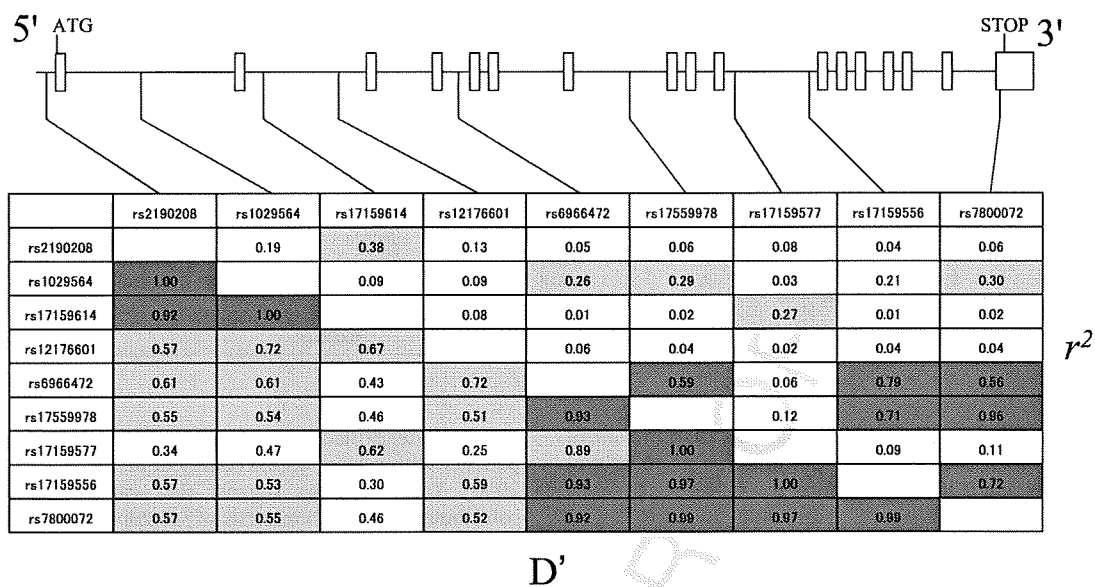 5' ATG STOP 3'
rs2190208 rs1029564 rs17159614 rs12176601 rs6966472 rs17559978 rs17159577 rs17159556 rs7800072
rs2190208 0.19 0.38 0.13 0.05 0.06 0.08 0.04 0.06
rs1029564 1.00 0.09 0.09 0.26 0.29 0.03 0.21 0.30
rs17159614 0.92 1.00 0.08 0.01 0.02 0.27 0.01 0.02
rs12176601 0.57 0.72 0.67 0.06 0.04 0.02 0.04 0.04
r²
rs6966472 0.61 0.61 0.43 0.72 0.59 0.06 0.79 0.56
rs17559978 0.55 0.54 0.46 0.51 0.93 0.12 0.71 0.96
rs17159577 0.34 0.47 0.62 0.25 0.89 1.00 0.09 0.11
rs17159556 0.57 0.53 0.30 0.59 0.93 0.97 1.00 0.72
rs7800072 0.57 0.55 0.46 0.52 0.92 0.99 0.97 0.99
D'